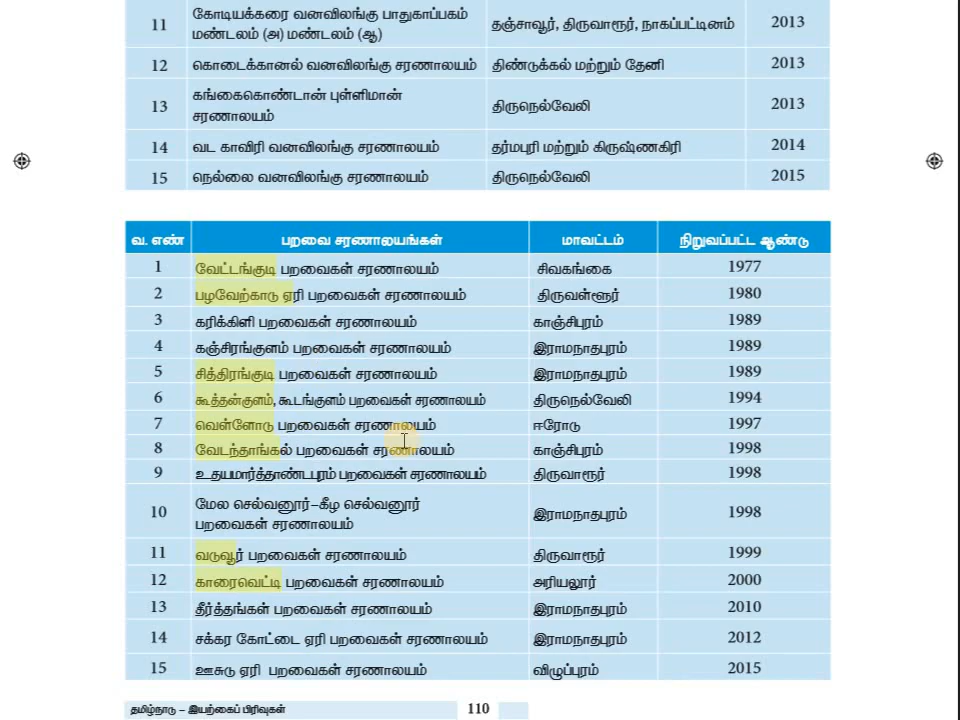 11 கோடியக்கரை வனவிலங்கு பாதுகாப்பகம் மண்டலம் (அ) மண்டலம் (ஆ) தஞ்சாவூர், திருவாரூர், நாகப்பட்டினம் 2013
12 கொடைக்கானல் வனவிலங்கு சரணாலயம் திண்டுக்கல் மற்றும் தேனி 2013
13 கங்கைகொண்டான் புள்ளிமான் சரணாலயம் திருநெல்வேலி 2013
14 வட காவிரி வனவிலங்கு சரணாலயம் தர்மபுரி மற்றும் கிருஷ்ணகிரி 2014
15 நெல்லை வனவிலங்கு சரணாலயம் திருநெல்வேலி 2015
வ. எண் பறவை சரணாலயங்கள் மாவட்டம் நிறுவப்பட்ட ஆண்டு
1 வேட்டங்குடி பறவைகள் சரணாலயம் சிவகங்கை 1977
2 பழவேற்காடு ஏரி பறவைகள் சரணாலயம் திருவள்ளூர் 1980
3 கரிக்கிளி பறவைகள் சரணாலயம் காஞ்சிபுரம் 1989
4 கஞ்சிரங்குளம் பறவைகள் சரணாலயம் இராமநாதபுரம் 1989
5 சித்திரங்குடி பறவைகள் சரணாலயம் இராமநாதபுரம் 1989
6 கூத்தன்குளம், கூடங்குளம் பறவைகள் சரணாலயம் திருநெல்வேலி 1994
7 வெள்ளோடு பறவைகள் சரணாலயம் ஈரோடு 1997
8 வேடந்தாங்கல் பறவைகள் சரணாலயம் காஞ்சிபுரம் 1998
9 உதயமார்த்தாண்டபுரம் பறவைகள் சரணாலயம் திருவாரூர் 1998
10 மேல செல்வனூர்–கீழ செல்வனூர் பறவைகள் சரணாலயம் இராமநாதபுரம் 1998
11 வடுவூர் பறவைகள் சரணாலயம் திருவாரூர் 1999
12 காரைவெட்டி பறவைகள் சரணாலயம் அரியலூர் 2000
13 தீர்த்தங்கள் பறவைகள் சரணாலயம் இராமநாதபுரம் 2010
14 சக்கர கோட்டை ஏரி பறவைகள் சரணாலயம் இராமநாதபுரம் 2012
15 ஊசுடு ஏரி பறவைகள் சரணாலயம் விழுப்புரம் 2015
தமிழ்நாடு – இயற்கைப் பிரிவுகள் 110